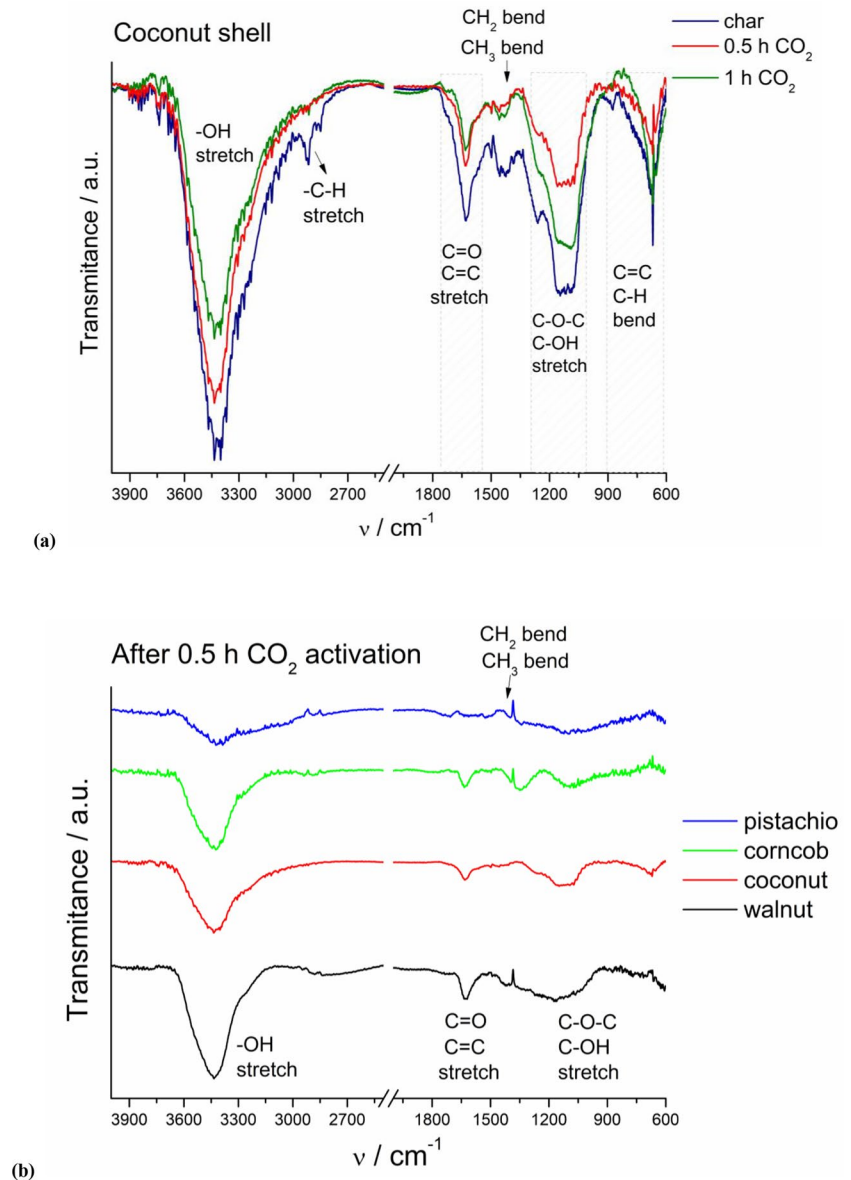 Coconut shell
CH2 bend
CH3 bend
char
0.5 h CO2
1 h CO2
-OH
stretch
-C-H
stretch
C=O
C=C
stretch
C-O-C
C-OH
stretch
C=C
C-H
bend
Transmitance / a.u.
3900 3600 3300 3000 2700 1800 1500 1200 900 600
ν / cm-1
(a)
After 0.5 h CO2 activation
CH2 bend
CH3 bend
pistachio
corncob
coconut
walnut
-OH
stretch
C=O
C=C
stretch
C-O-C
C-OH
stretch
Transmitance / a.u.
3900 3600 3300 3000 2700 1800 1500 1200 900 600
ν / cm-1
(b)